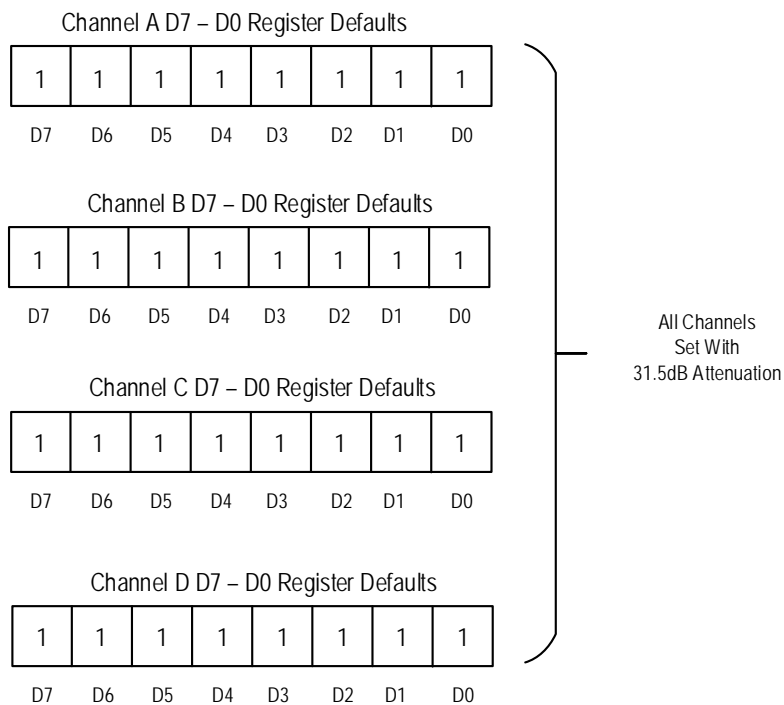 Channel A D7 – D0 Register Defaults
1 1 1 1 1 1 1 1
D7 D6 D5 D4 D3 D2 D1 D0
Channel B D7 – D0 Register Defaults
1 1 1 1 1 1 1 1
D7 D6 D5 D4 D3 D2 D1 D0
Channel C D7 – D0 Register Defaults
1 1 1 1 1 1 1 1
D7 D6 D5 D4 D3 D2 D1 D0
Channel D D7 – D0 Register Defaults
1 1 1 1 1 1 1 1
D7 D6 D5 D4 D3 D2 D1 D0
All Channels
Set With
31.5dB Attenuation